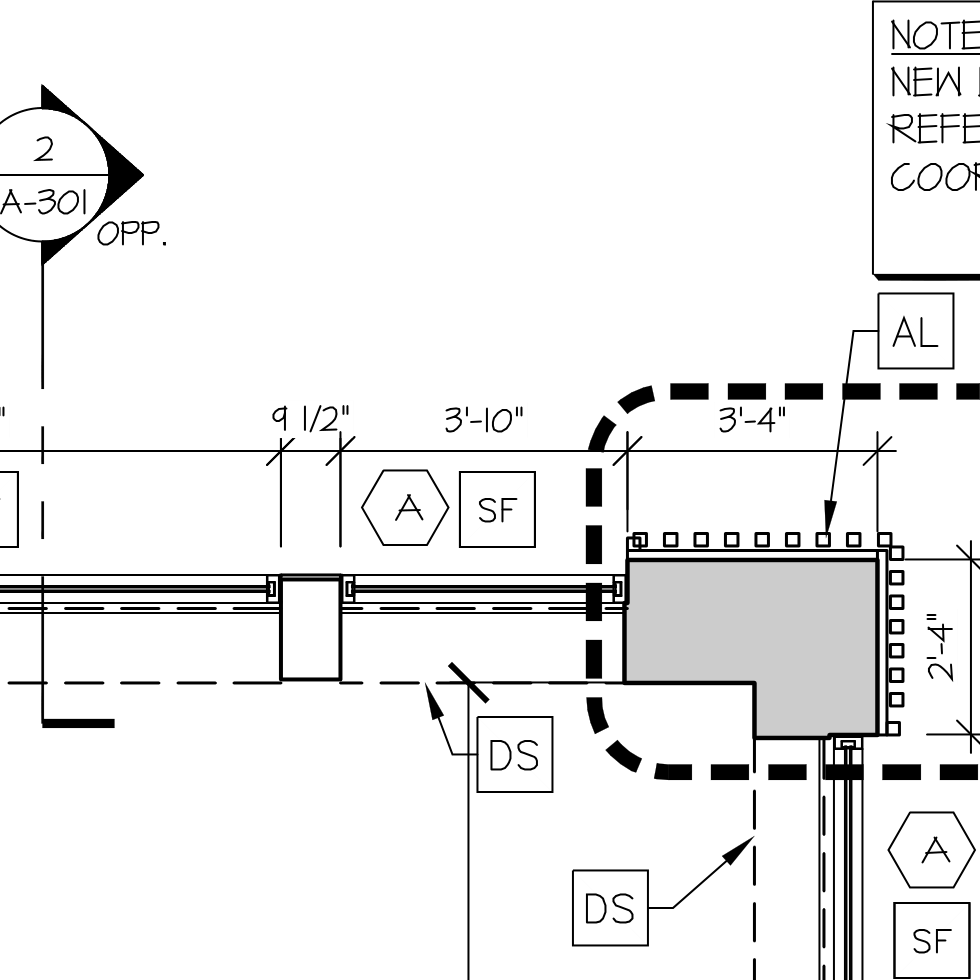 NOTE
NEW
REFE
COOR
2
A-301
OPP.
AL
9 1/2"
3'-10"
3'-4"
A
SF
2'-4"
DS
A
DS
SF